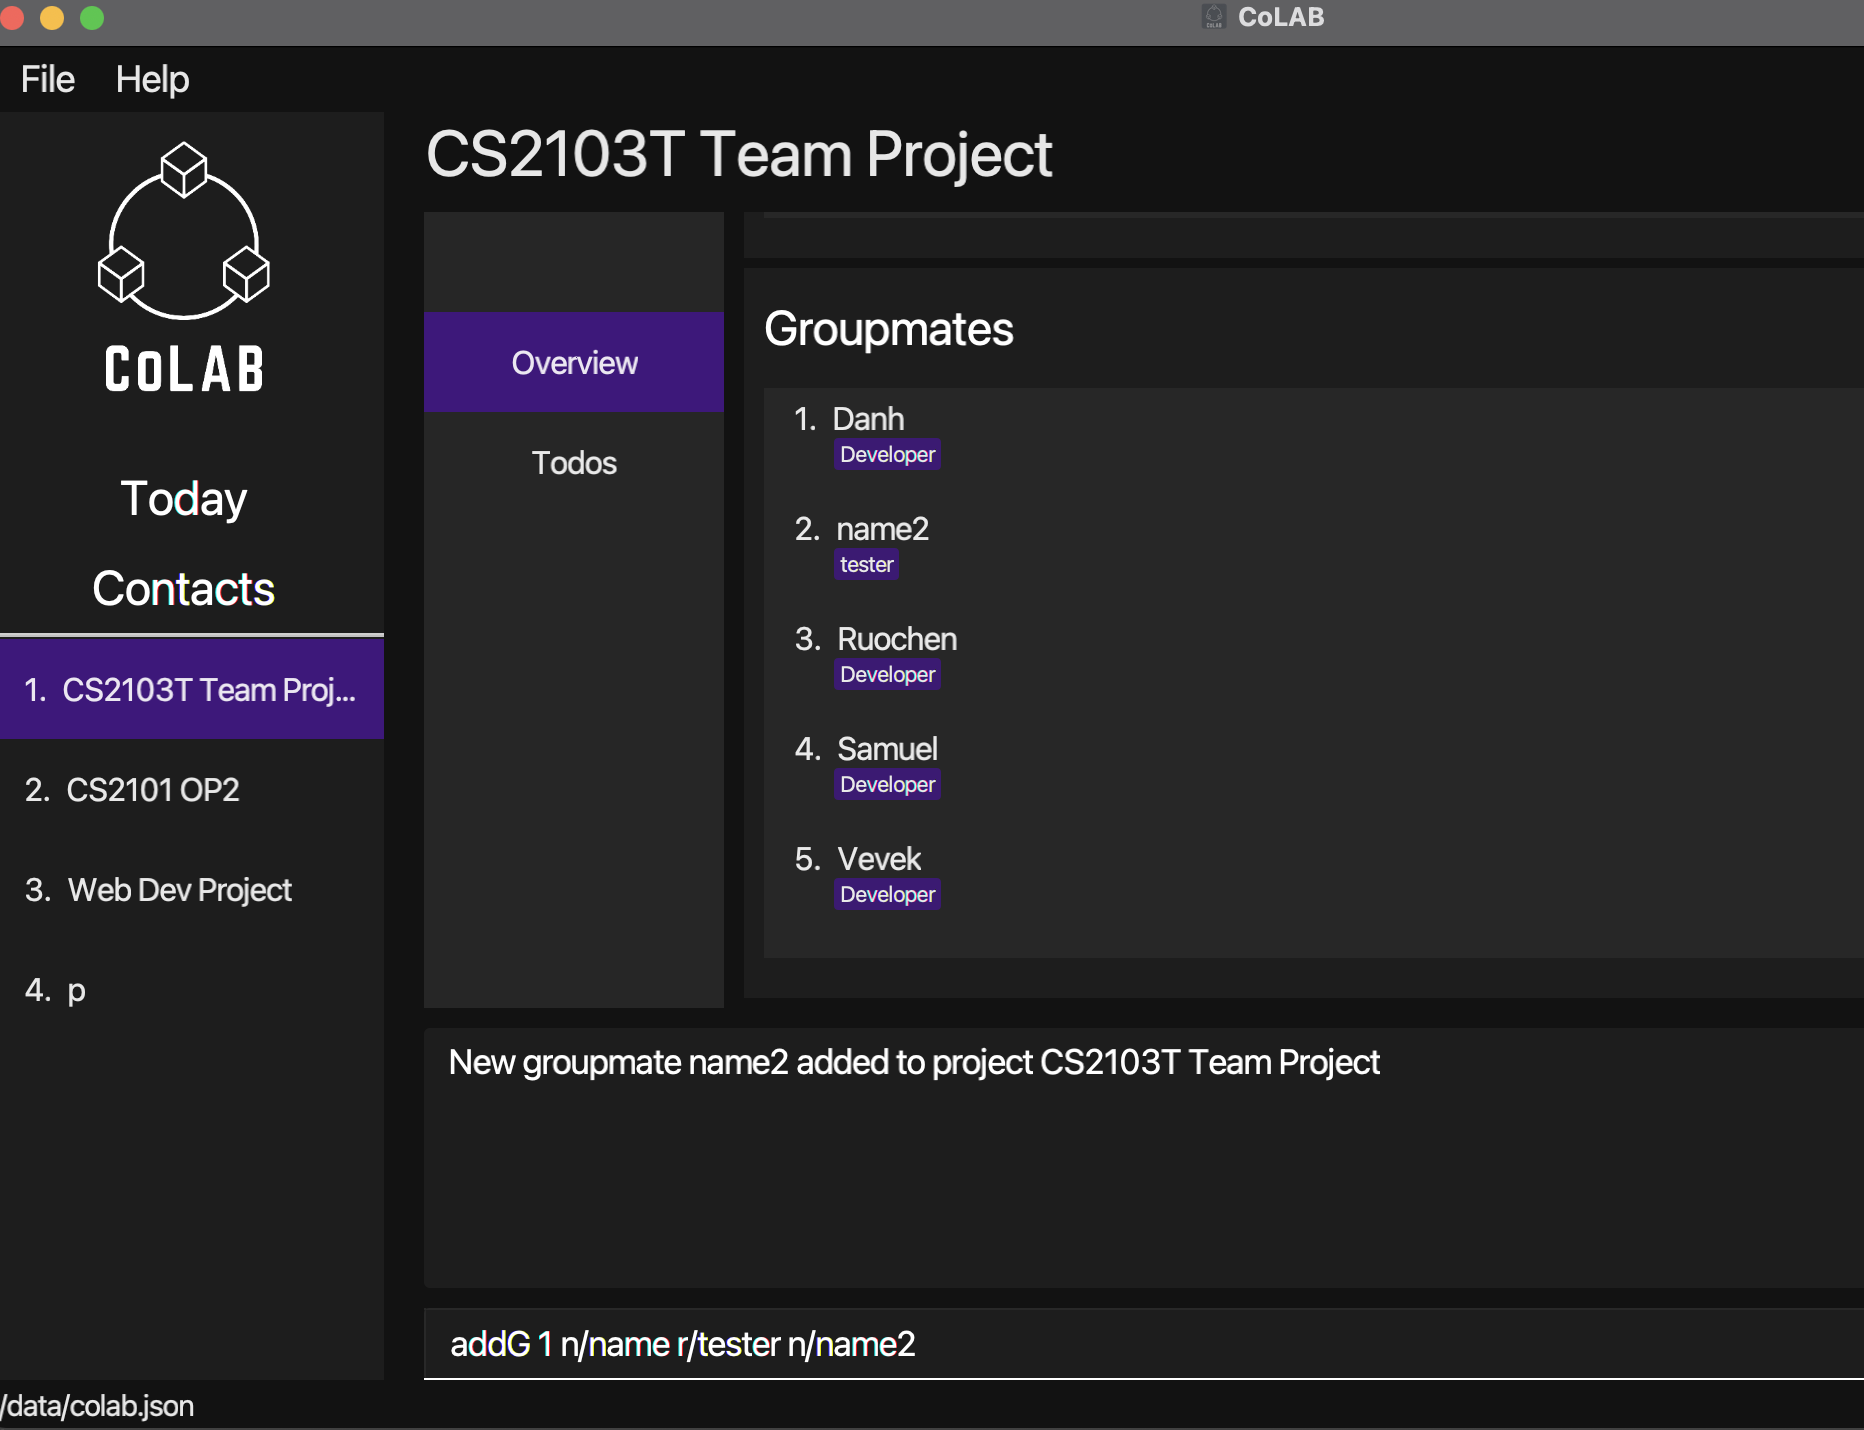 CoLAB
File Help
CoLAB
Today
Contacts
1. CS2103T Team Proj...
2. CS2101 OP2
3. Web Dev Project
4. p
CS2103T Team Project
Overview
Todos
Groupmates
1. Danh
Developer
2. name2
tester
3. Ruochen
Developer
4. Samuel
Developer
5. Vevek
Developer
New groupmate name2 added to project CS2103T Team Project
addG 1 n/name r/tester n/name2
/data/colab.json